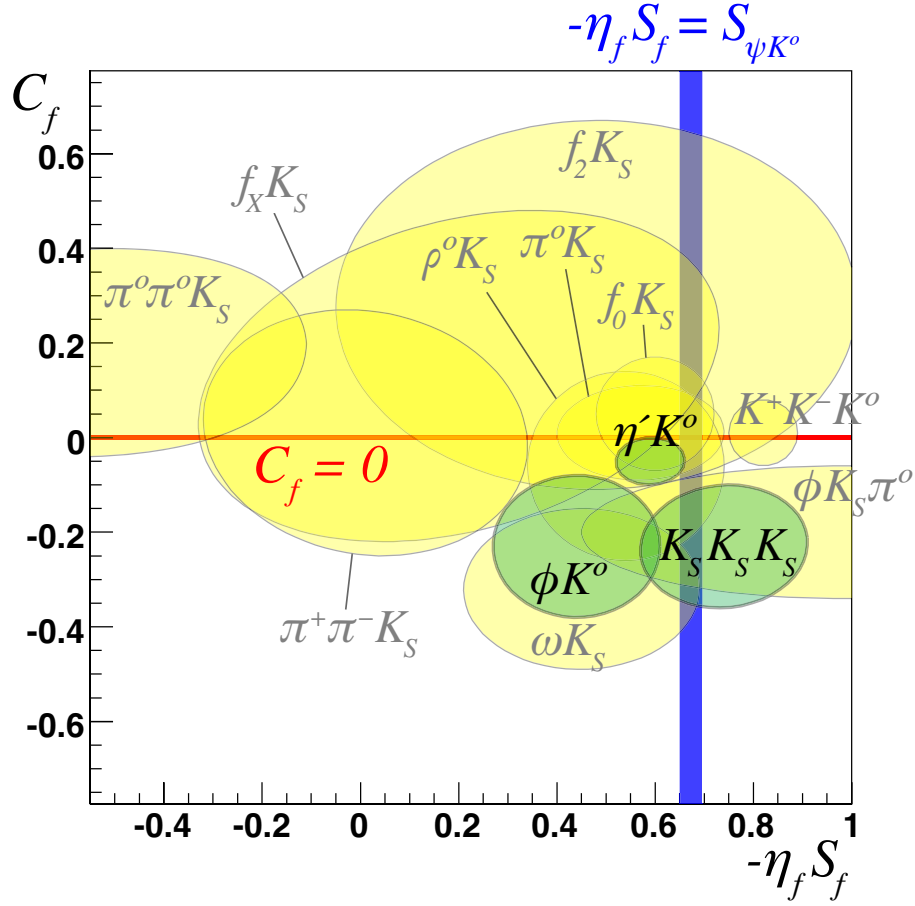 -η_f S_f = S_ψK°
C_f
0.6
0.4
0.2
0
-0.2
-0.4
-0.6
f_2 K_S
f_X K_S
ρ°K_S
π°K_S
π°π°K_S
f_0 K_S
K⁺K⁻K°
η′K°
C_f = 0
φK_S π°
K_S K_S K_S
φK°
π⁺π⁻K_S
ωK_S
-0.4 -0.2 0 0.2 0.4 0.6 0.8 1
-η_f S_f